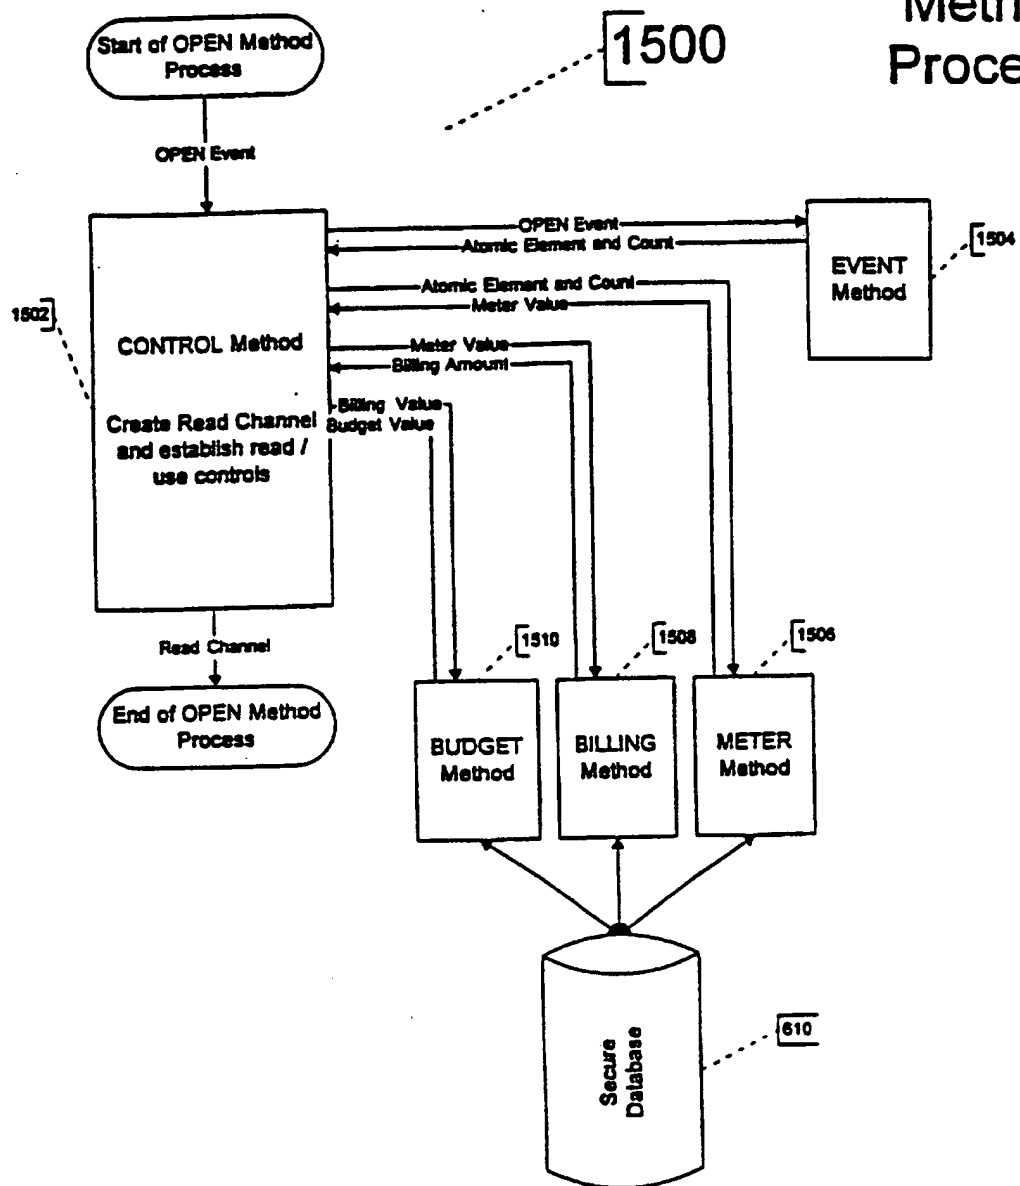 Start of OPEN Method
Process
1500
OPEN Event
OPEN Event
Atomic Element and Count
EVENT
Method
1504
1502
CONTROL Method
Create Read Channel
and establish read /
use controls
Atomic Element and Count
Meter Value
Meter Value
Billing Amount
Billing Value
Budget Value
Read Channel
End of OPEN Method
Process
1510
1508
1506
BUDGET
Method
BILLING
Method
METER
Method
Secure
Database
610